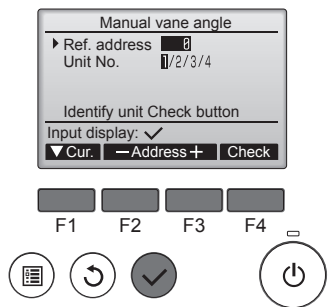 Manual vane angle
Ref. address 0
Unit No. 1/2/3/4
Identify unit Check button
Input display: ✓
▼Cur. －Address＋ Check
F1 F2 F3 F4